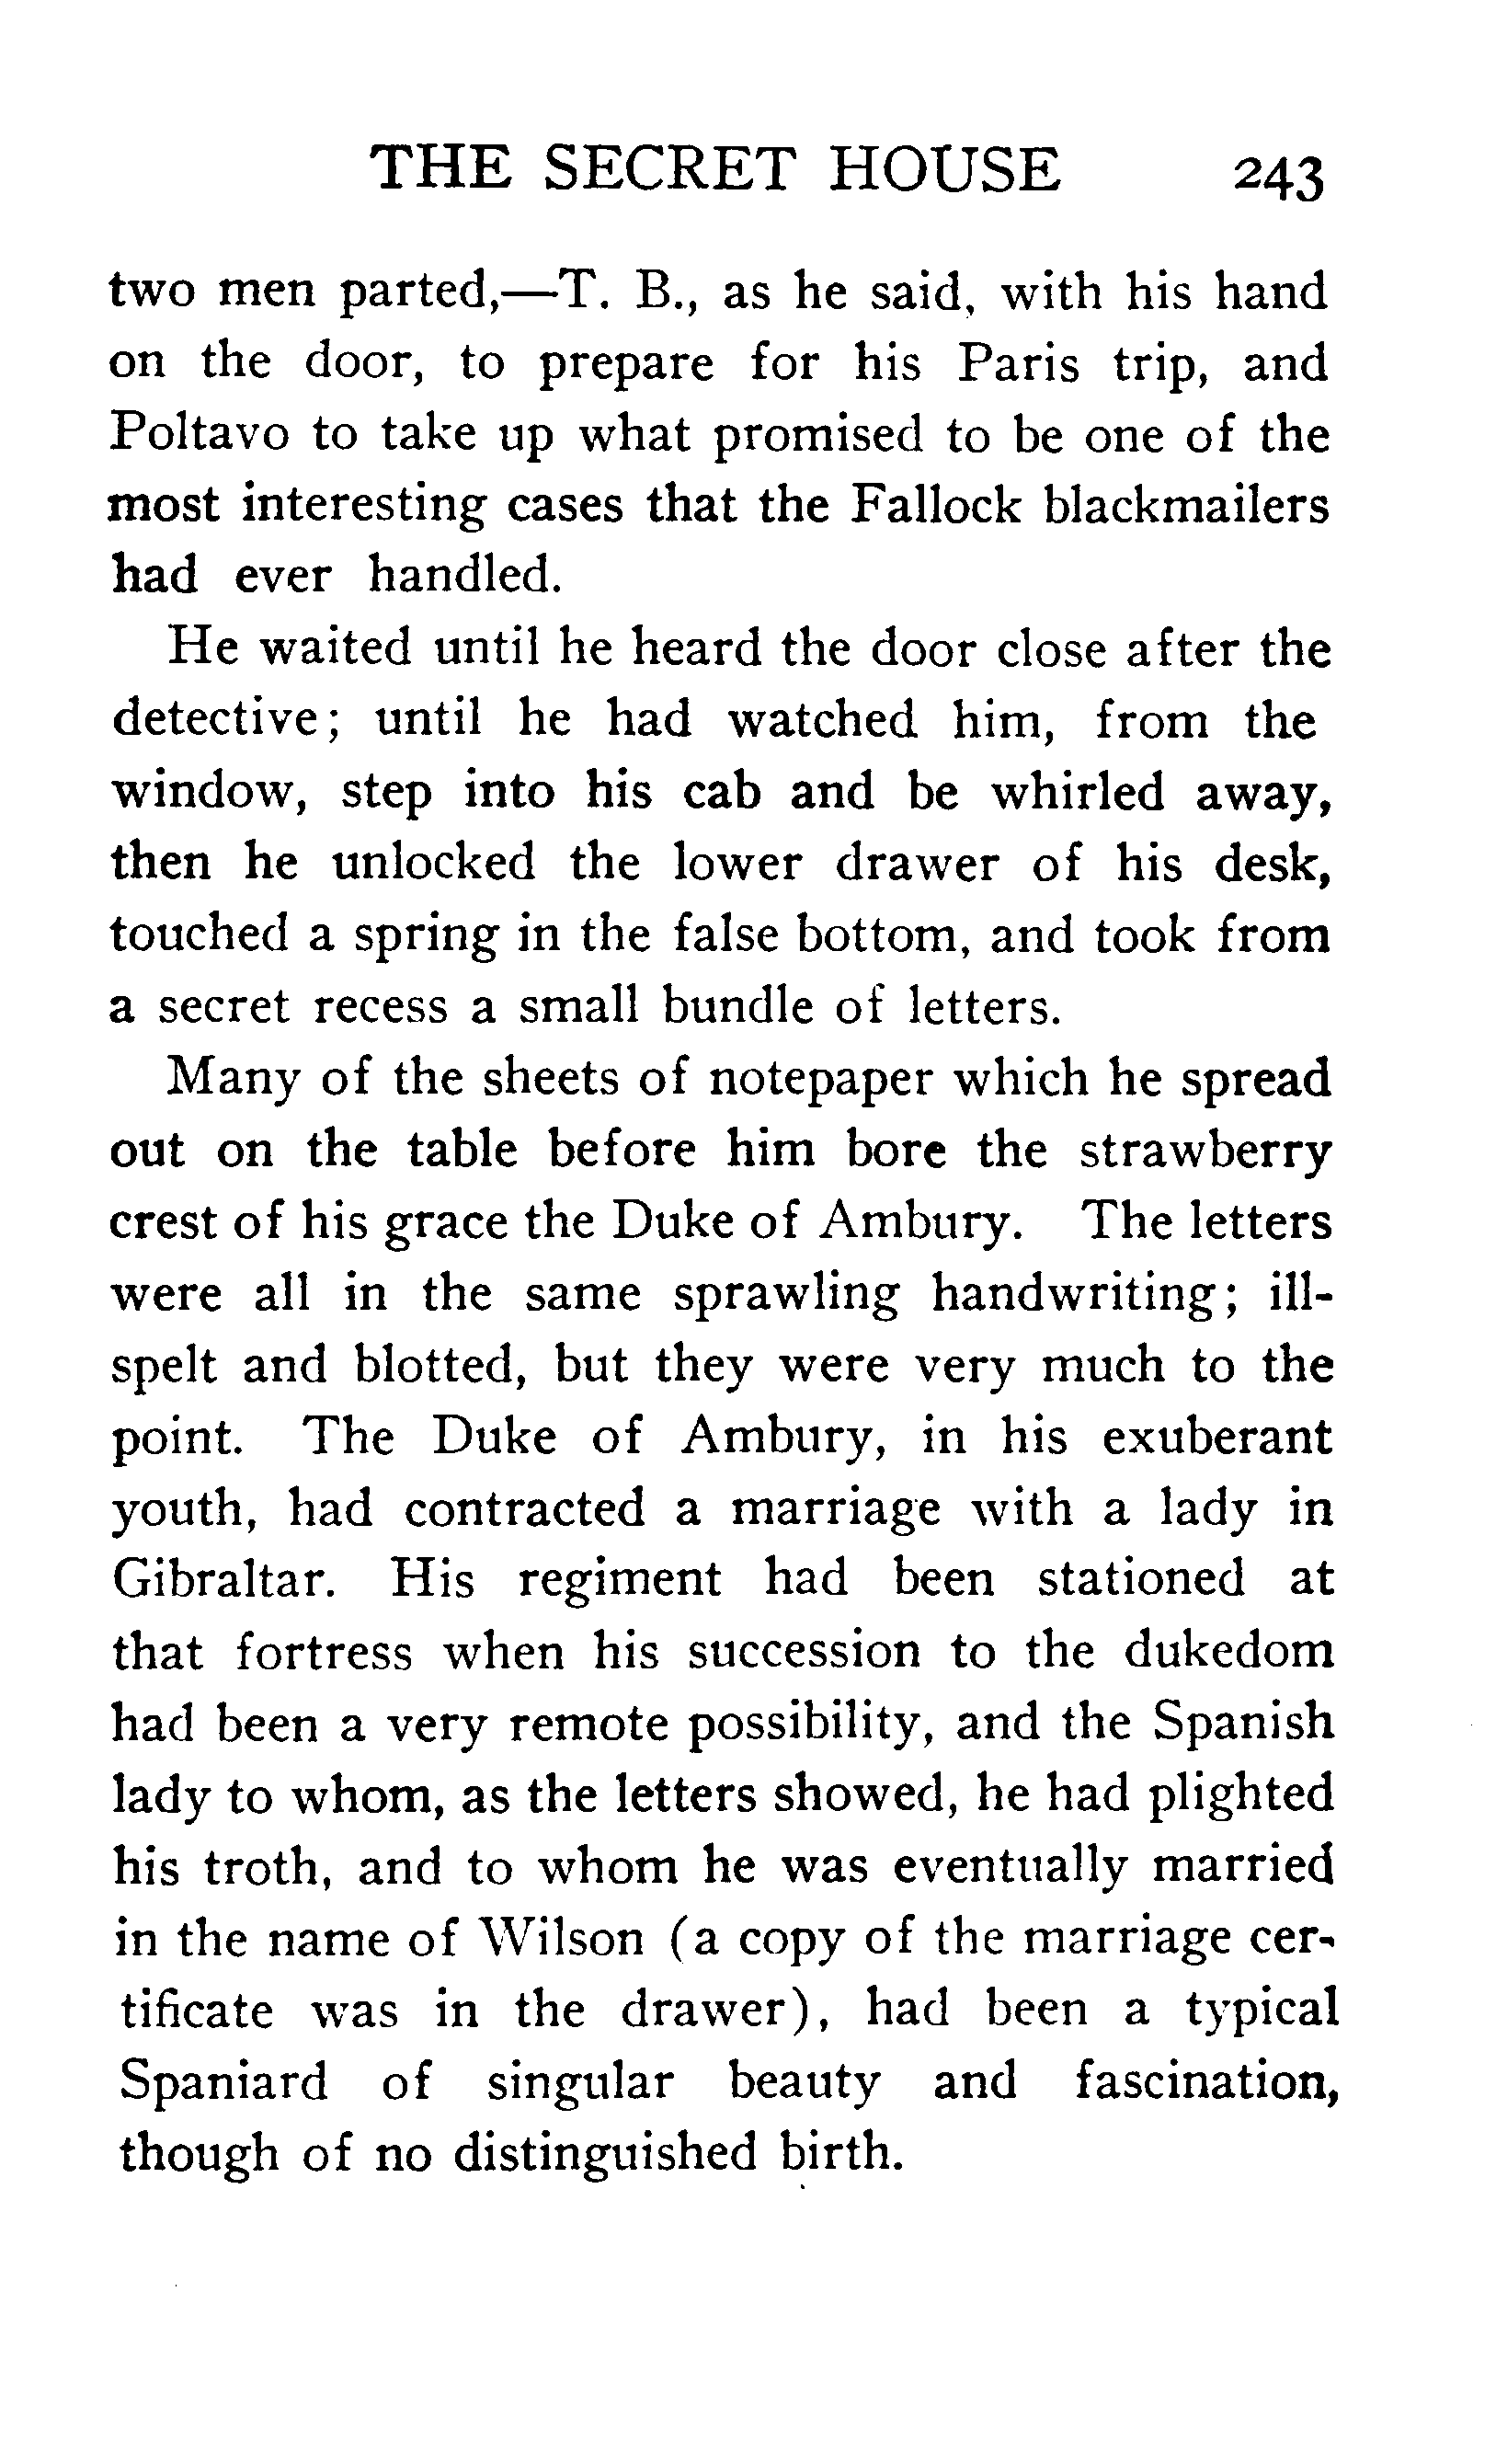 THE SECRET HOUSE 243
two men parted,—T. B., as he said, with his hand
on the door, to prepare for his Paris trip, and
Poltavo to take up what promised to be one of the
most interesting cases that the Fallock blackmailers
had ever handled.
He waited until he heard the door close after the
detective; until he had watched him, from the
window, step into his cab and be whirled away,
then he unlocked the lower drawer of his desk,
touched a spring in the false bottom, and took from
a secret recess a small bundle of letters.
Many of the sheets of notepaper which he spread
out on the table before him bore the strawberry
crest of his grace the Duke of Ambury. The letters
were all in the same sprawling handwriting; ill-
spelt and blotted, but they were very much to the
point. The Duke of Ambury, in his exuberant
youth, had contracted a marriage with a lady in
Gibraltar. His regiment had been stationed at
that fortress when his succession to the dukedom
had been a very remote possibility, and the Spanish
lady to whom, as the letters showed, he had plighted
his troth, and to whom he was eventually married
in the name of Wilson (a copy of the marriage cer-
tificate was in the drawer), had been a typical
Spaniard of singular beauty and fascination,
though of no distinguished birth.